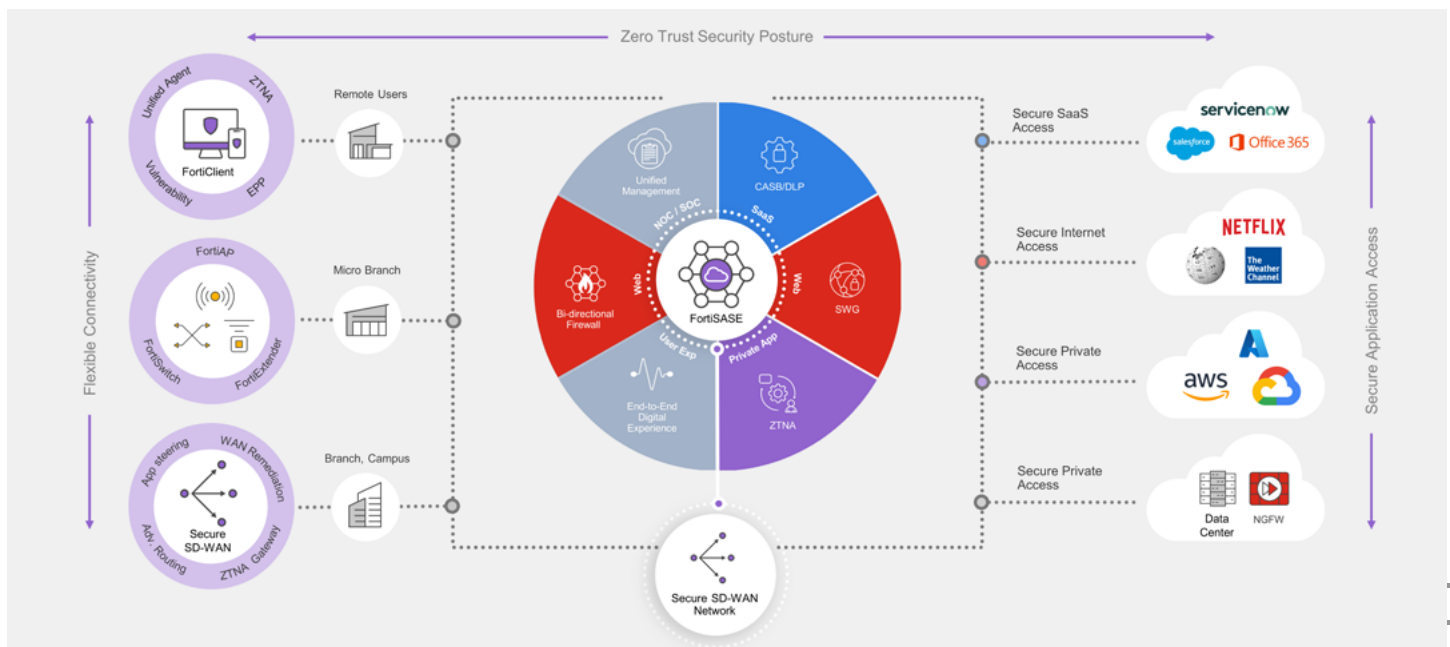 Zero Trust Security Posture
Flexible Connectivity
Unified Agent
ZTNA
FortiClient
Vulnerability
EPP
Remote Users
FortiAP
FortiSwitch
FortiExtender
Micro Branch
App steering
WAN Remediation
Secure
SD-WAN
Adv. Routing
ZTNA Gateway
Branch, Campus
Unified
Management
NOC / SOC
CASB/DLP
SaaS
Bi-directional
Firewall
Web
FortiSASE
Web
SWG
End-to-End
Digital
Experience
User Exp
Private App
ZTNA
Secure SD-WAN
Network
Secure SaaS
Access
servicenow
salesforce
Office 365
Secure Internet
Access
NETFLIX
The
Weather
Channel
Secure Private
Access
aws
Secure Private
Access
Data
Center
NGFW
Secure Application Access